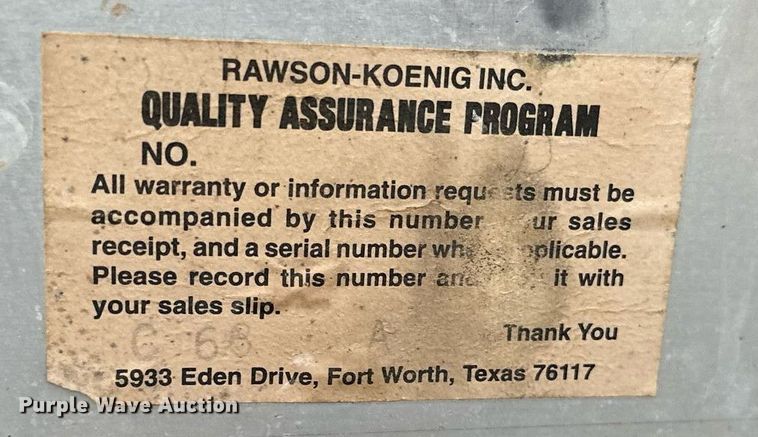 RAWSON-KOENIG INC.
QUALITY ASSURANCE PROGRAM
NO.
All warranty or information requests must be
accompanied by this number ur sales
receipt, and a serial number wh plicable.
Please record this number an it with
your sales slip.
C 68 A
Thank You
5933 Eden Drive, Fort Worth, Texas 76117
Purple Wave Auction